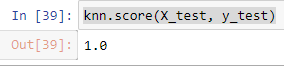 In [39]: knn.score(X_test, y_test)
Out[39]: 1.0